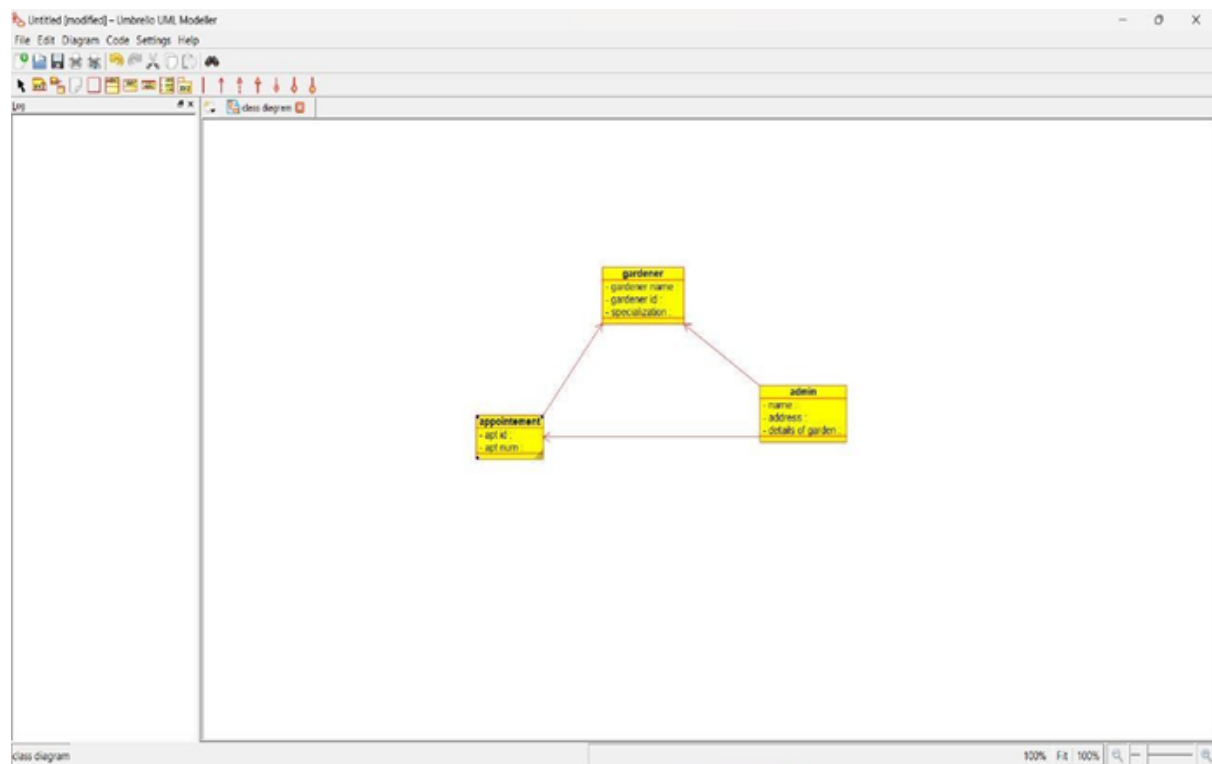 Untitled [modified] – Umbrello UML Modeller
File Edit Diagram Code Settings Help
Log
class diagram
gardener
- gardener name
- gardener id :
- specialization :
admin
- name :
- address :
- details of garden :
appointement
- apt id :
- apt num :
class diagram
100% Fit 100%